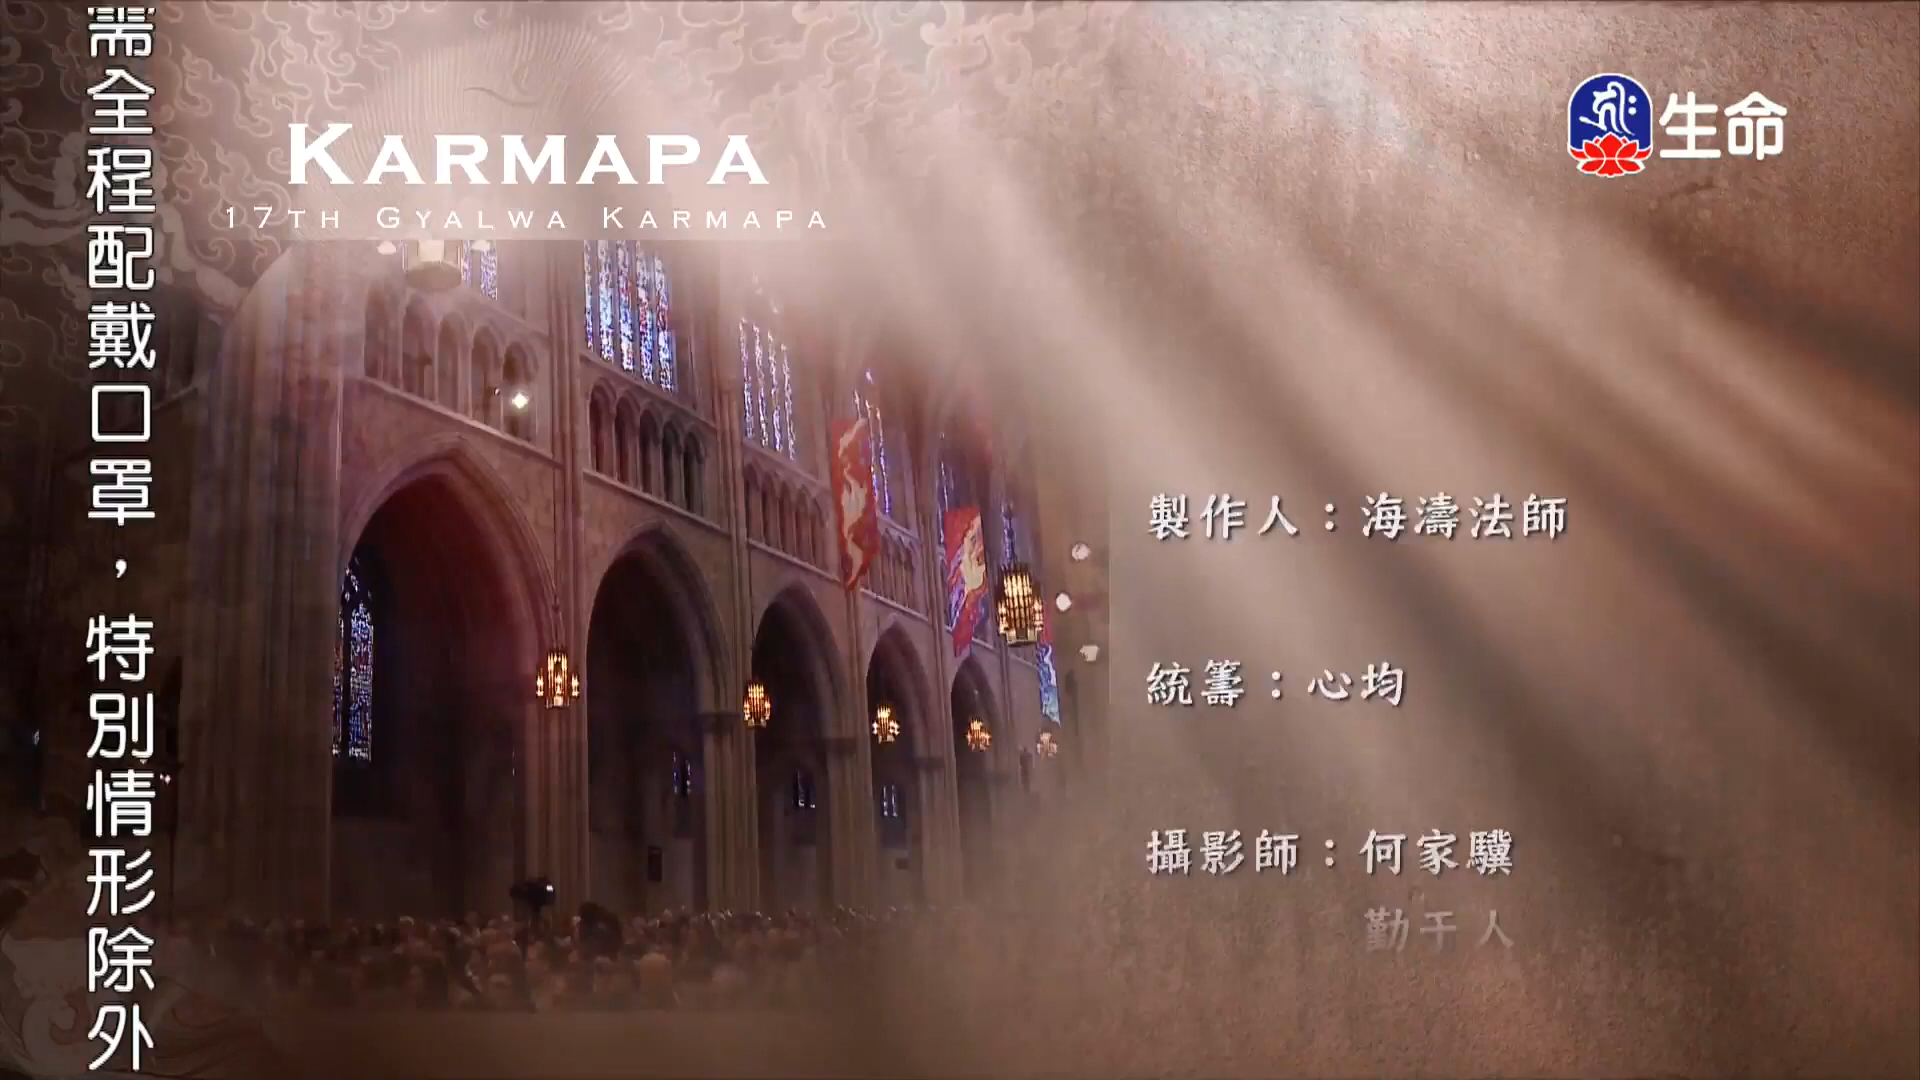 需全程配戴口罩，特別情形除外
KARMAPA
17TH GYALWA KARMAPA
生命
製作人：海濤法師
統籌：心均
攝影師：何家驥
勤千人